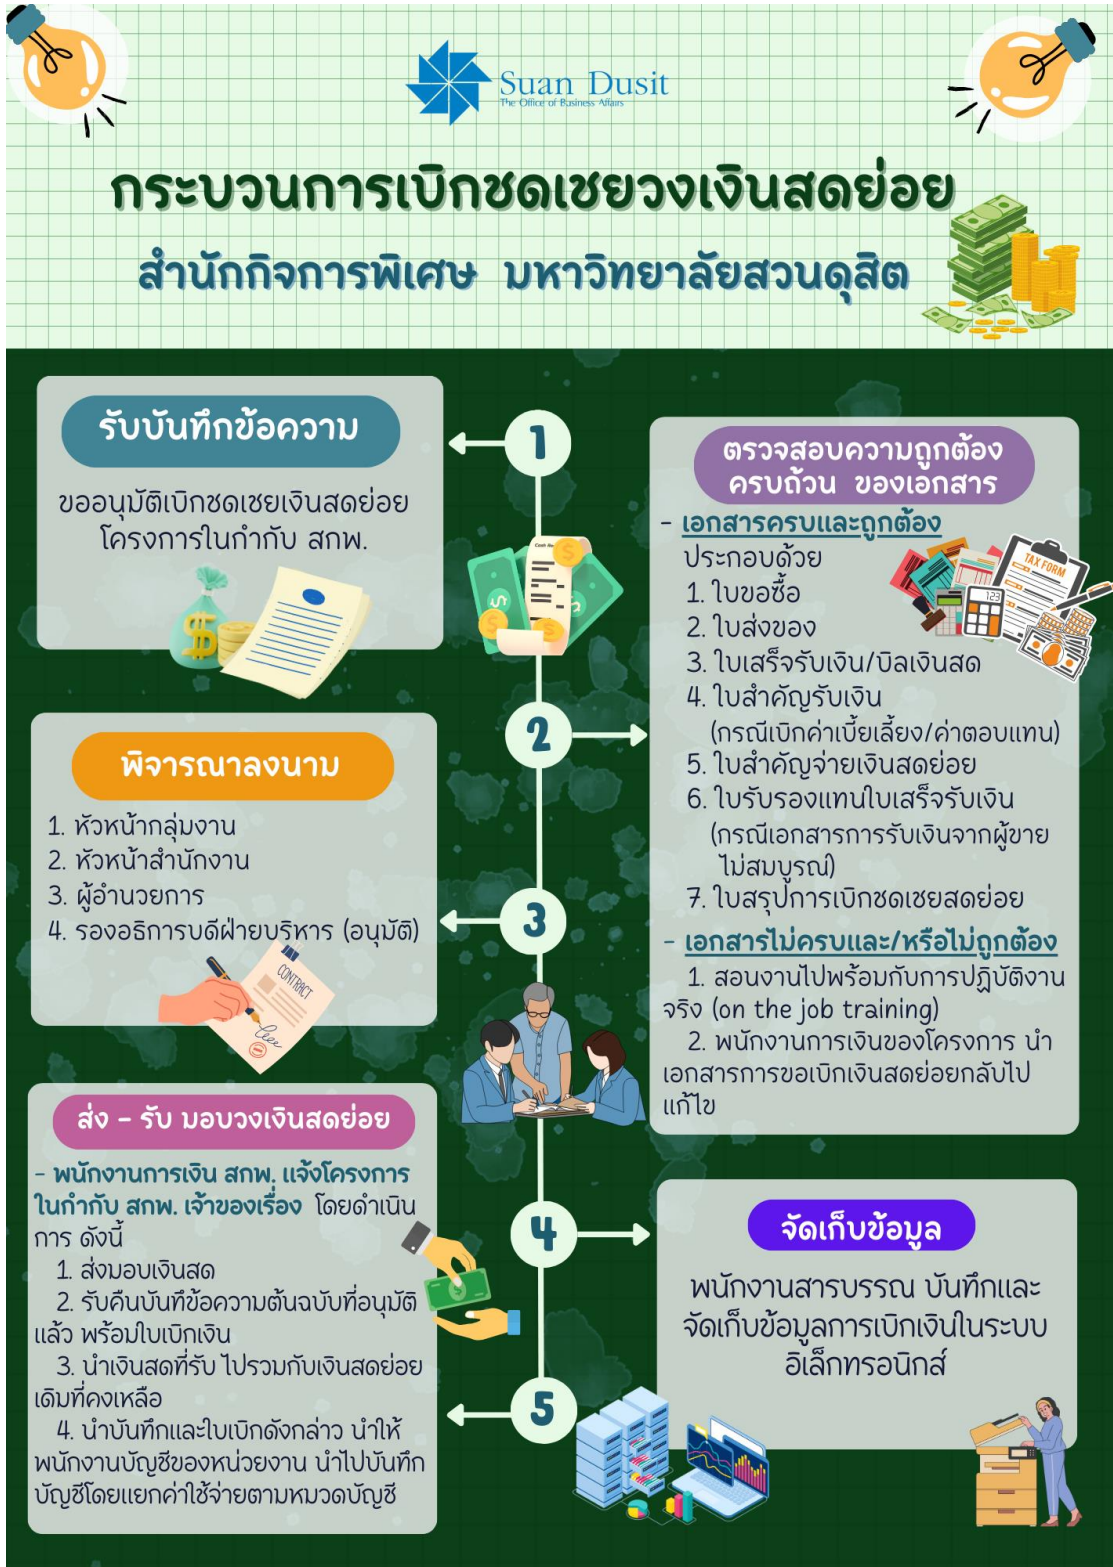 Suan Dusit
The Office of Business Affairs
กระบวนการเบิกชดเชยวงเงินสดย่อย
สำนักกิจการพิเศษ มหาวิทยาลัยสวนดุสิต
1
รับบันทึกข้อความ
ขออนุมัติเบิกชดเชยเงินสดย่อย
โครงการในกำกับ สกพ.
2
ตรวจสอบความถูกต้อง
ครบถ้วน ของเอกสาร
- เอกสารครบและถูกต้อง
ประกอบด้วย
1. ใบขอซื้อ
2. ใบส่งของ
3. ใบเสร็จรับเงิน/บิลเงินสด
4. ใบสำคัญรับเงิน
(กรณีเบิกค่าเบี้ยเลี้ยง/ค่าตอบแทน)
5. ใบสำคัญจ่ายเงินสดย่อย
6. ใบรับรองแทนใบเสร็จรับเงิน
(กรณีเอกสารการรับเงินจากผู้ขาย
ไม่สมบูรณ์)
7. ใบสรุปการเบิกชดเชยสดย่อย
- เอกสารไม่ครบและ/หรือไม่ถูกต้อง
1. สอนงานไปพร้อมกับการปฏิบัติงาน
จริง (on the job training)
2. พนักงานการเงินของโครงการ นำ
เอกสารการขอเบิกเงินสดย่อยกลับไป
แก้ไข
TAX FORM
123
3
พิจารณาลงนาม
1. หัวหน้ากลุ่มงาน
2. หัวหน้าสำนักงาน
3. ผู้อำนวยการ
4. รองอธิการบดีฝ่ายบริหาร (อนุมัติ)
CONTRACT
4
จัดเก็บข้อมูล
พนักงานสารบรรณ บันทึกและ
จัดเก็บข้อมูลการเบิกเงินในระบบ
อิเล็กทรอนิกส์
5
ส่ง - รับ มอบวงเงินสดย่อย
- พนักงานการเงิน สกพ. แจ้งโครงการ
ในกำกับ สกพ. เจ้าของเรื่อง โดยดำเนิน
การ ดังนี้
1. ส่งมอบเงินสด
2. รับคืนบันทึข้อความต้นฉบับที่อนุมัติ
แล้ว พร้อมใบเบิกเงิน
3. นำเงินสดที่รับ ไปรวมกับเงินสดย่อย
เดิมที่คงเหลือ
4. นำบันทึกและใบเบิกดังกล่าว นำให้
พนักงานบัญชีของหน่วยงาน นำไปบันทึก
บัญชีโดยแยกค่าใช้จ่ายตามหมวดบัญชี